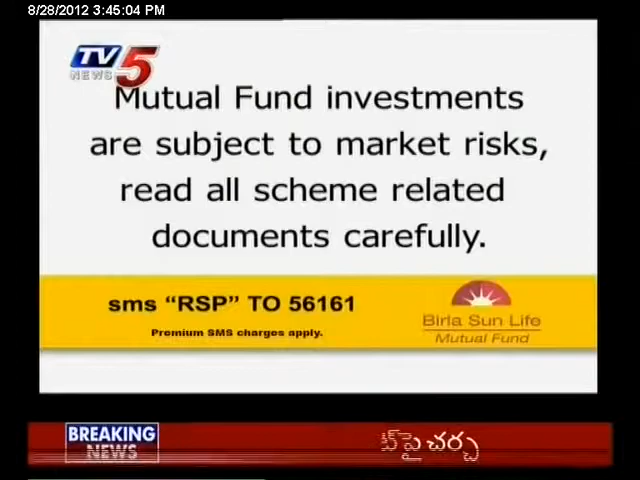 8/28/2012 3:45:04 PM
TV5
NEWS
Mutual Fund investments
are subject to market risks,
read all scheme related
documents carefully.
sms “RSP” TO 56161
Premium SMS charges apply.
Birla Sun Life
Mutual Fund
BREAKING
NEWS
చర్చ